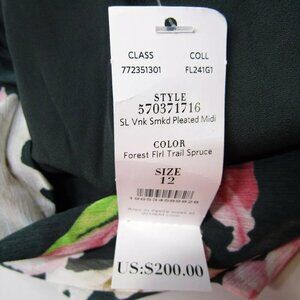 CLASS COLL
772351301 FL241G1
STYLE
570371716
SL Vnk Smkd Pleated Midi
COLOR
Forest Flrl Trail Spruce
SIZE
12
US:$200.00